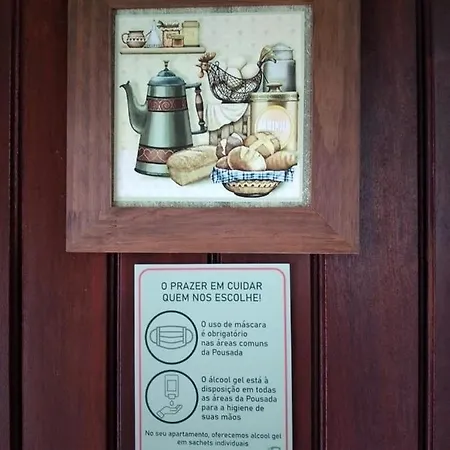 O PRAZER EM CUIDAR
QUEM NOS ESCOLHE!
O uso de máscara
é obrigatório
nas áreas comuns
da Pousada
O álcool gel está à
disposição em todas
as áreas da Pousada
para a higiene de
suas mãos
No seu apartamento, oferecemos álcool gel
em sachets individuais